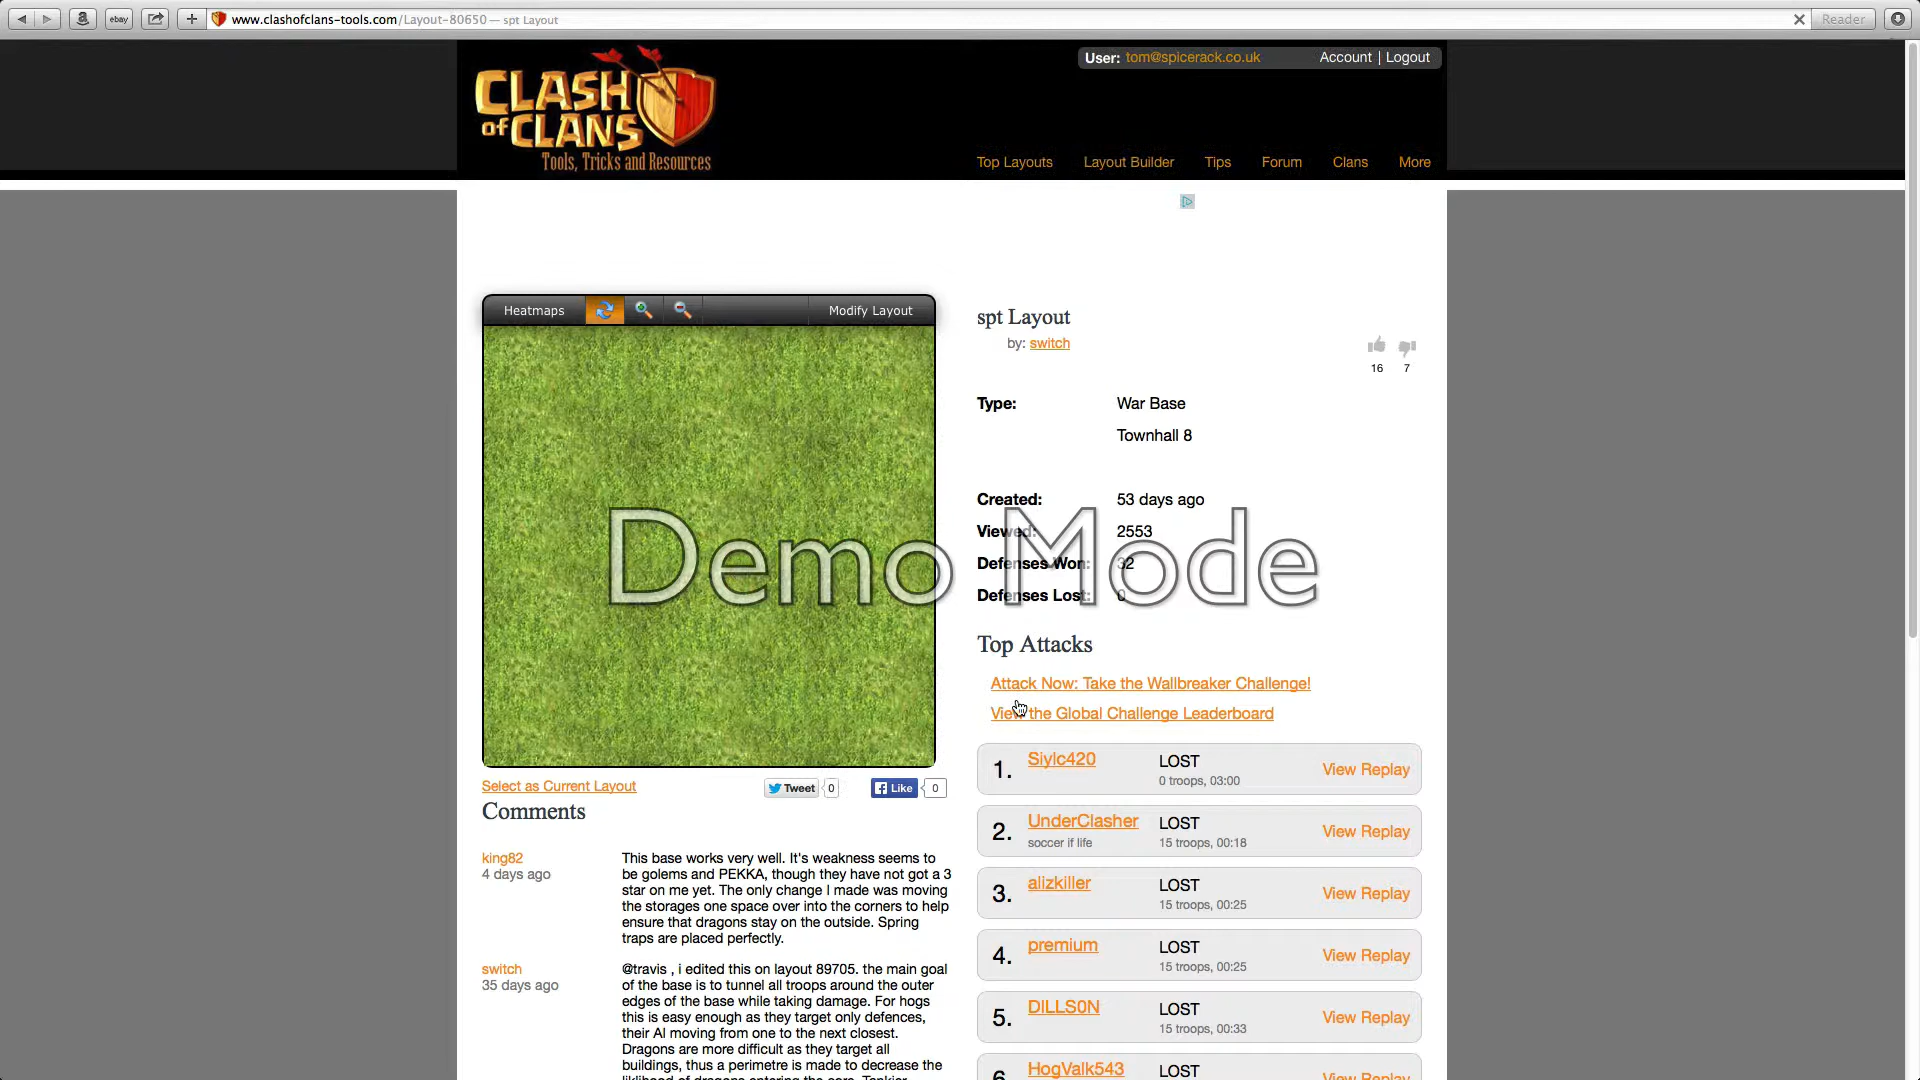 www.clashofclans-tools.com/Layout-80650 — spt Layout
Reader
ebay
CLASH
of CLANS
Tools, Tricks and Resources
User: tom@spicerack.co.uk Account | Logout
Top Layouts Layout Builder Tips Forum Clans More
Heatmaps Modify Layout
spt Layout
by: switch
16 7
Type: War Base
Townhall 8
Created: 53 days ago
Viewed: 2553
Defenses Won: 32
Defenses Lost: 0
Demo Mode
Top Attacks
Attack Now: Take the Wallbreaker Challenge!
View the Global Challenge Leaderboard
1. Siylc420 LOST View Replay
0 troops, 03:00
2. UnderClasher LOST View Replay
soccer if life 15 troops, 00:18
3. alizkiller LOST View Replay
15 troops, 00:25
4. premium LOST View Replay
15 troops, 00:25
5. DILLS0N LOST View Replay
15 troops, 00:33
6. HogValk543 LOST View Replay
Select as Current Layout Tweet 0 Like 0
Comments
king82
4 days ago
This base works very well. It's weakness seems to
be golems and PEKKA, though they have not got a 3
star on me yet. The only change I made was moving
the storages one space over into the corners to help
ensure that dragons stay on the outside. Spring
traps are placed perfectly.
switch
35 days ago
@travis , i edited this on layout 89705. the main goal
of the base is to tunnel all troops around the outer
edges of the base while taking damage. For hogs
this is easy enough as they target only defences,
their AI moving from one to the next closest.
Dragons are more difficult as they target all
buildings, thus a perimetre is made to decrease the
liklihood of dragons entering the core. Tankier